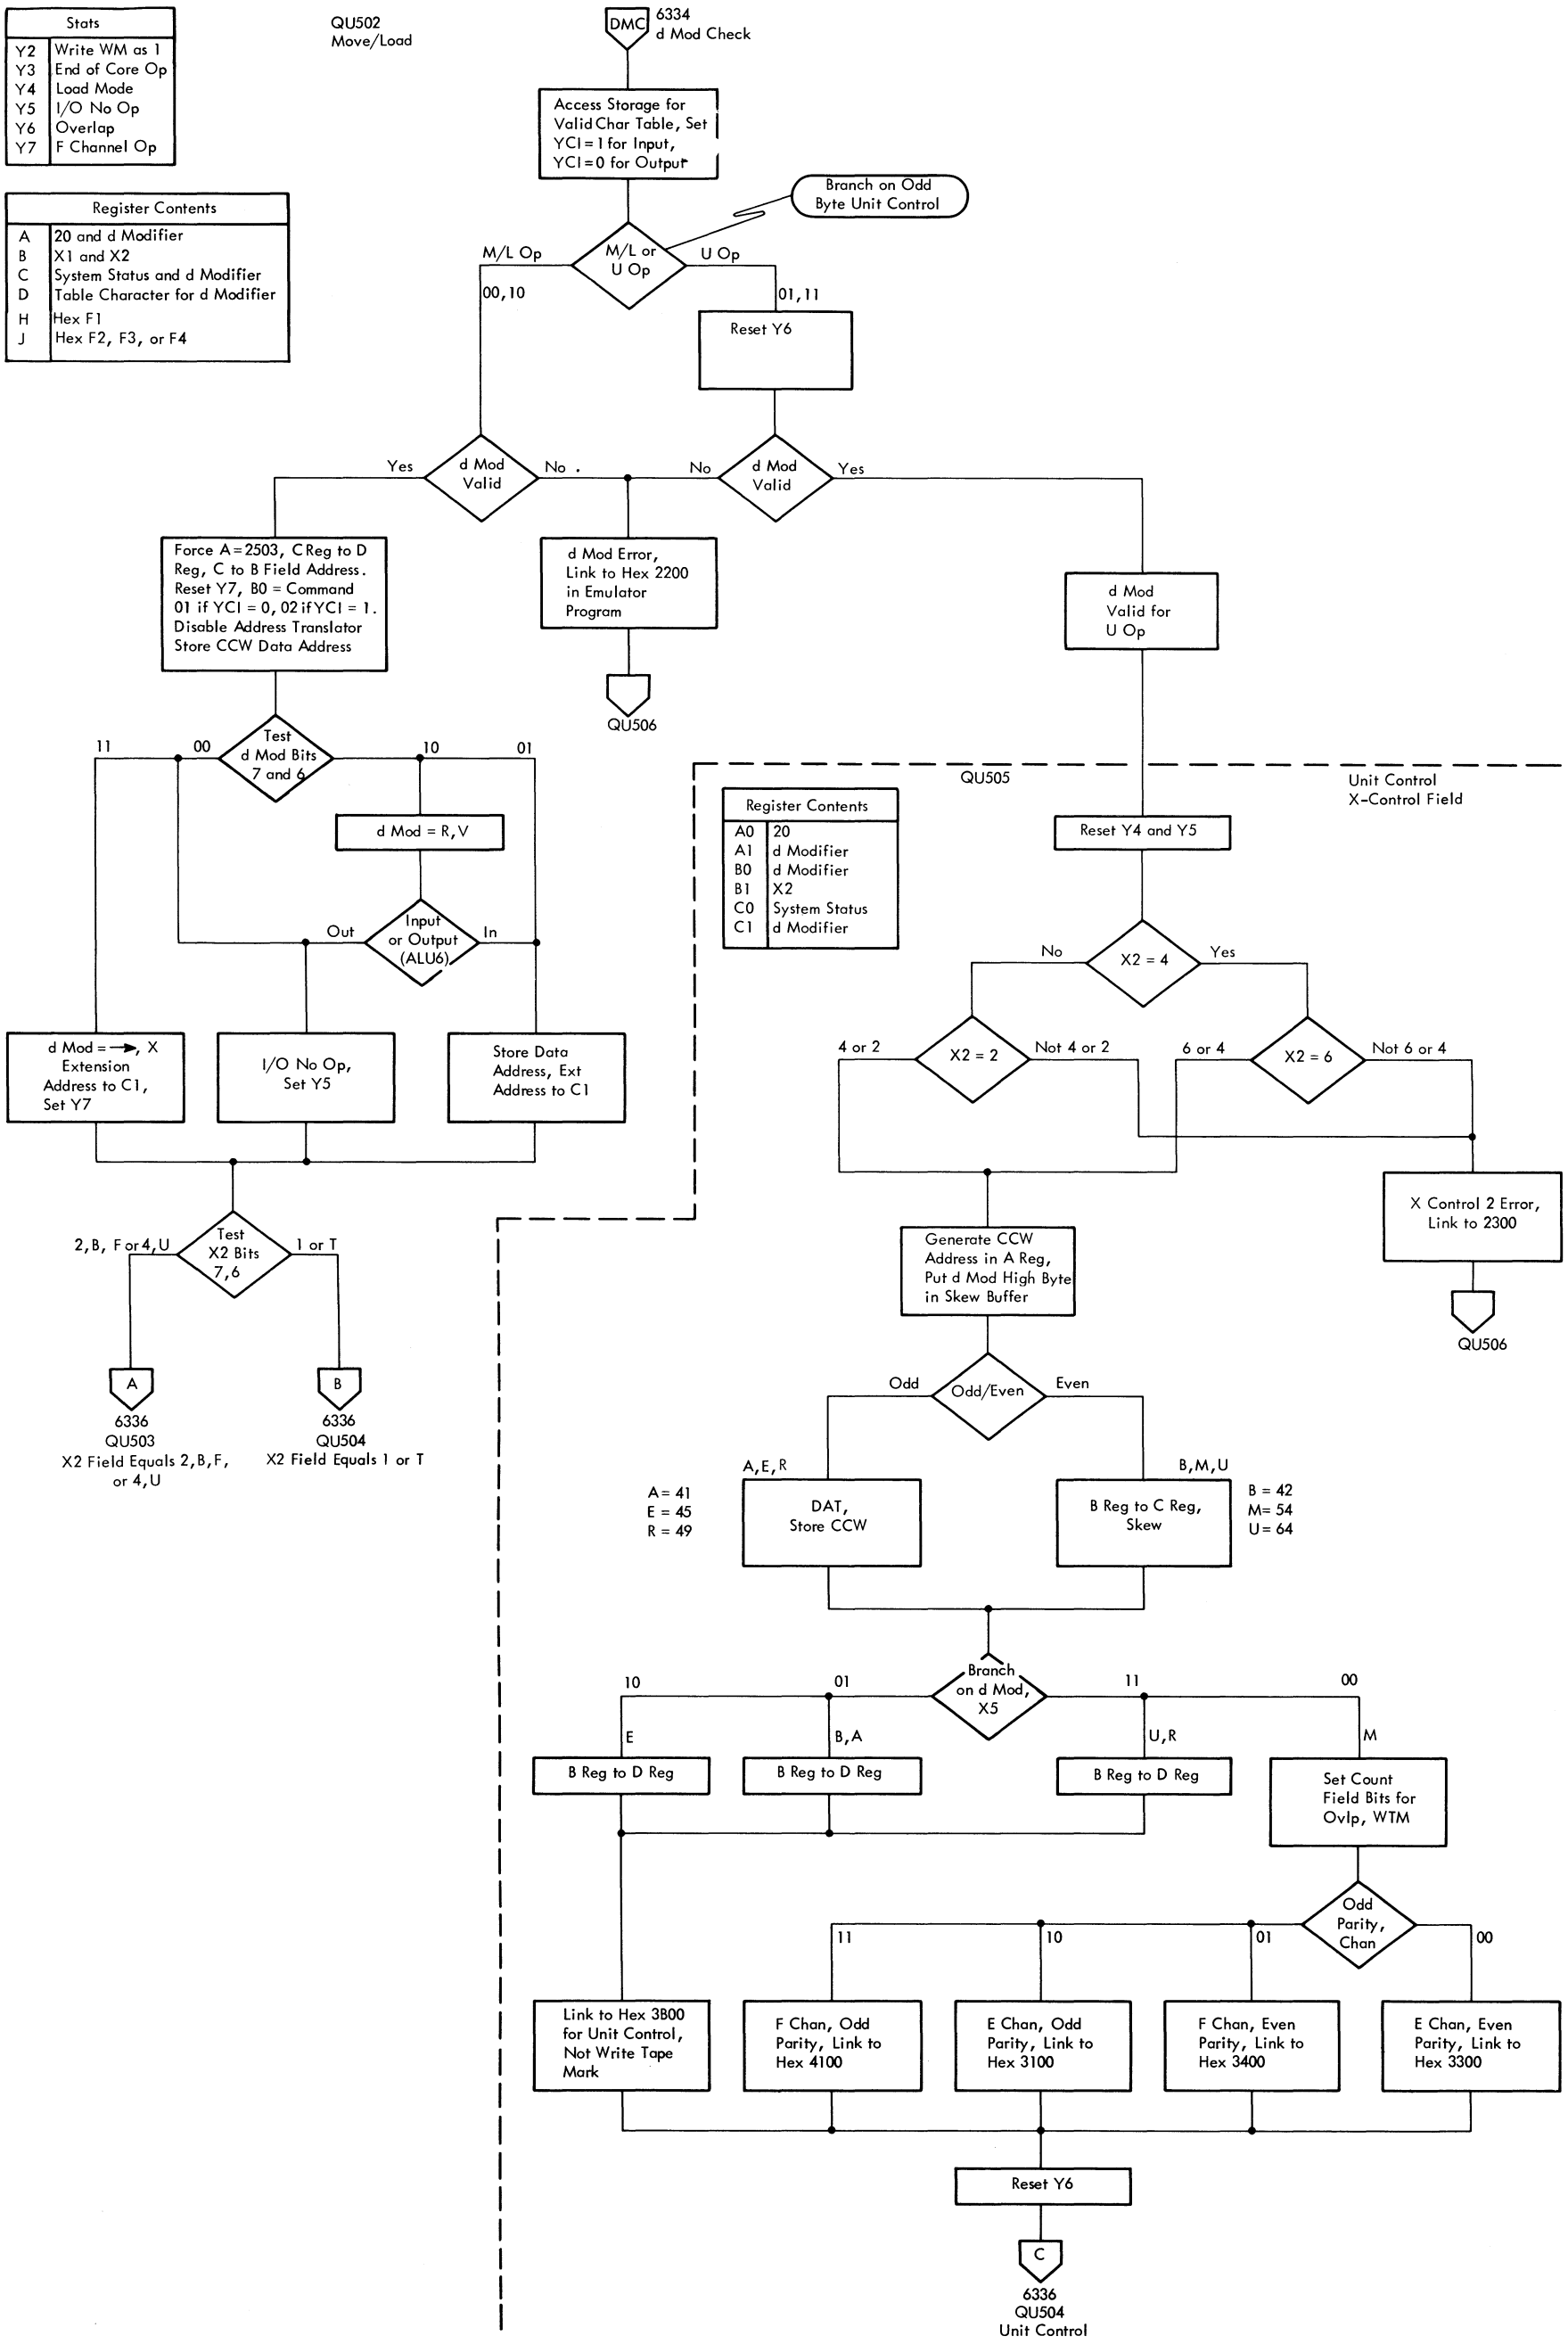 Stats
Y2 Write WM as 1
Y3 End of Core Op
Y4 Load Mode
Y5 I/O No Op
Y6 Overlap
Y7 F Channel Op
QU502
Move/Load
DMC
6334
d Mod Check
Access Storage for
Valid Char Table, Set
YCI=1 for Input,
YCI=0 for Output
Register Contents
A 20 and d Modifier
B X1 and X2
C System Status and d Modifier
D Table Character for d Modifier
H Hex F1
J Hex F2, F3, or F4
Branch on Odd
Byte Unit Control
M/L Op
M/L or
U Op
U Op
00,10
01,11
Reset Y6
Yes
d Mod
Valid
No .
No
d Mod
Valid
Yes
Force A=2503, C Reg to D
Reg, C to B Field Address.
Reset Y7, B0 = Command
01 if YCI = 0, 02 if YCI = 1.
Disable Address Translator
Store CCW Data Address
d Mod Error,
Link to Hex 2200
in Emulator
Program
QU506
d Mod
Valid for
U Op
11
00
Test
d Mod Bits
7 and 6
10
01
d Mod = R,V
Out
Input
or Output
(ALU6)
In
d Mod = →, X
Extension
Address to C1,
Set Y7
I/O No Op,
Set Y5
Store Data
Address, Ext
Address to C1
2,B, F or 4,U
Test
X2 Bits
7,6
1 or T
A
6336
QU503
X2 Field Equals 2,B,F,
or 4,U
B
6336
QU504
X2 Field Equals 1 or T
QU505
Unit Control
X-Control Field
Register Contents
A0 20
A1 d Modifier
B0 d Modifier
B1 X2
C0 System Status
C1 d Modifier
Reset Y4 and Y5
No
X2 = 4
Yes
4 or 2
X2 = 2
Not 4 or 2
6 or 4
X2 = 6
Not 6 or 4
X Control 2 Error,
Link to 2300
QU506
Generate CCW
Address in A Reg,
Put d Mod High Byte
in Skew Buffer
Odd
Odd/Even
Even
A,E,R
B,M,U
A= 41
E = 45
R = 49
DAT,
Store CCW
B Reg to C Reg,
Skew
B = 42
M= 54
U= 64
10
01
Branch
on d Mod,
X5
11
00
E
B,A
U,R
M
B Reg to D Reg
B Reg to D Reg
B Reg to D Reg
Set Count
Field Bits for
Ovlp, WTM
Odd
Parity,
Chan
11
10
01
00
Link to Hex 3B00
for Unit Control,
Not Write Tape
Mark
F Chan, Odd
Parity, Link to
Hex 4100
E Chan, Odd
Parity, Link to
Hex 3100
F Chan, Even
Parity, Link to
Hex 3400
E Chan, Even
Parity, Link to
Hex 3300
Reset Y6
C
6336
QU504
Unit Control